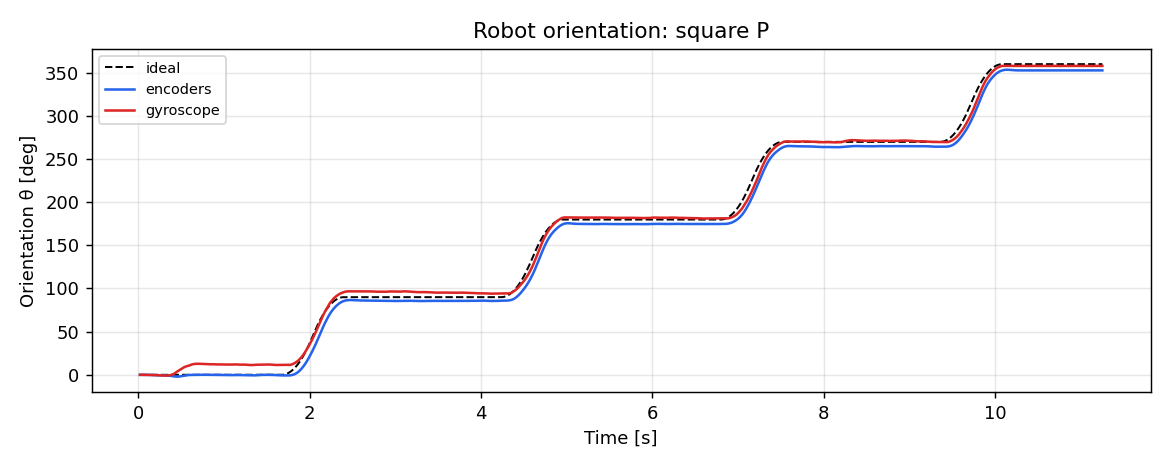 Robot orientation: square P
ideal
encoders
gyroscope
Orientation θ [deg]
350
300
250
200
150
100
50
0
0 2 4 6 8 10
Time [s]